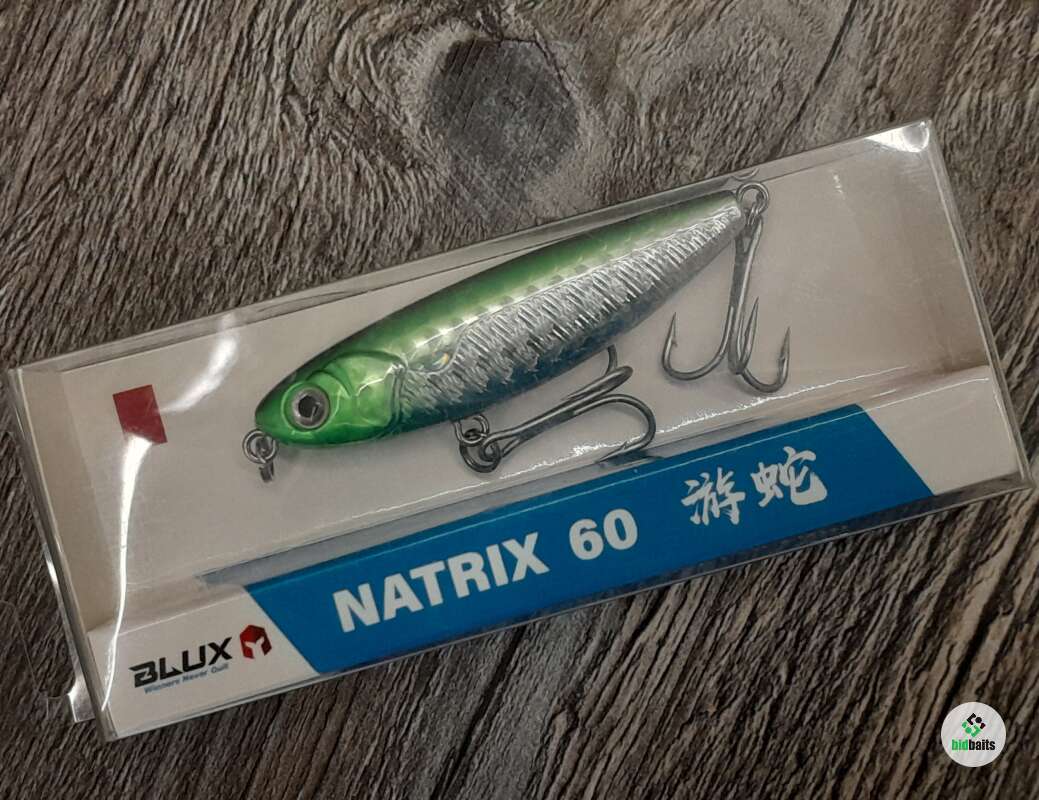 NATRIX 60 游蛇
BLUX
Winners Never Quit
bidbaits